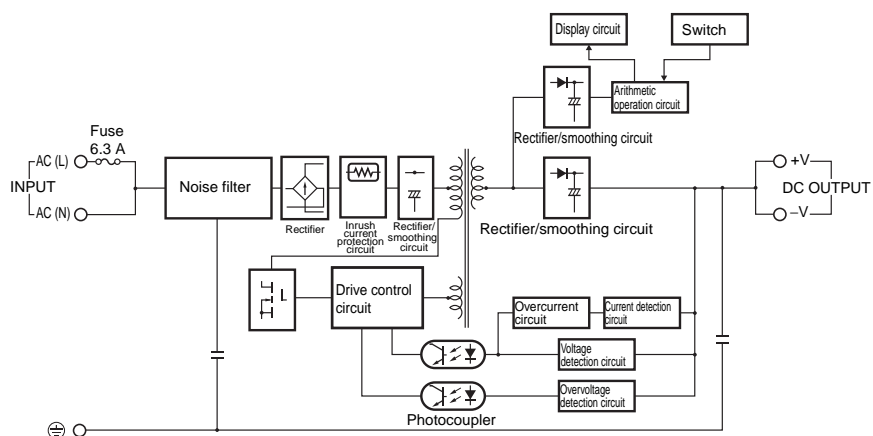 Display circuit
Switch
Arithmetic
operation circuit
Rectifier/smoothing circuit
Fuse
6.3 A
AC (L)
INPUT
AC (N)
Noise filter
Rectifier
Inrush
current
protection
circuit
Rectifier/
smoothing
circuit
Rectifier/smoothing circuit
+V
DC OUTPUT
–V
Drive control
circuit
Overcurrent
circuit
Current detection
circuit
Voltage
detection circuit
Overvoltage
detection circuit
Photocoupler